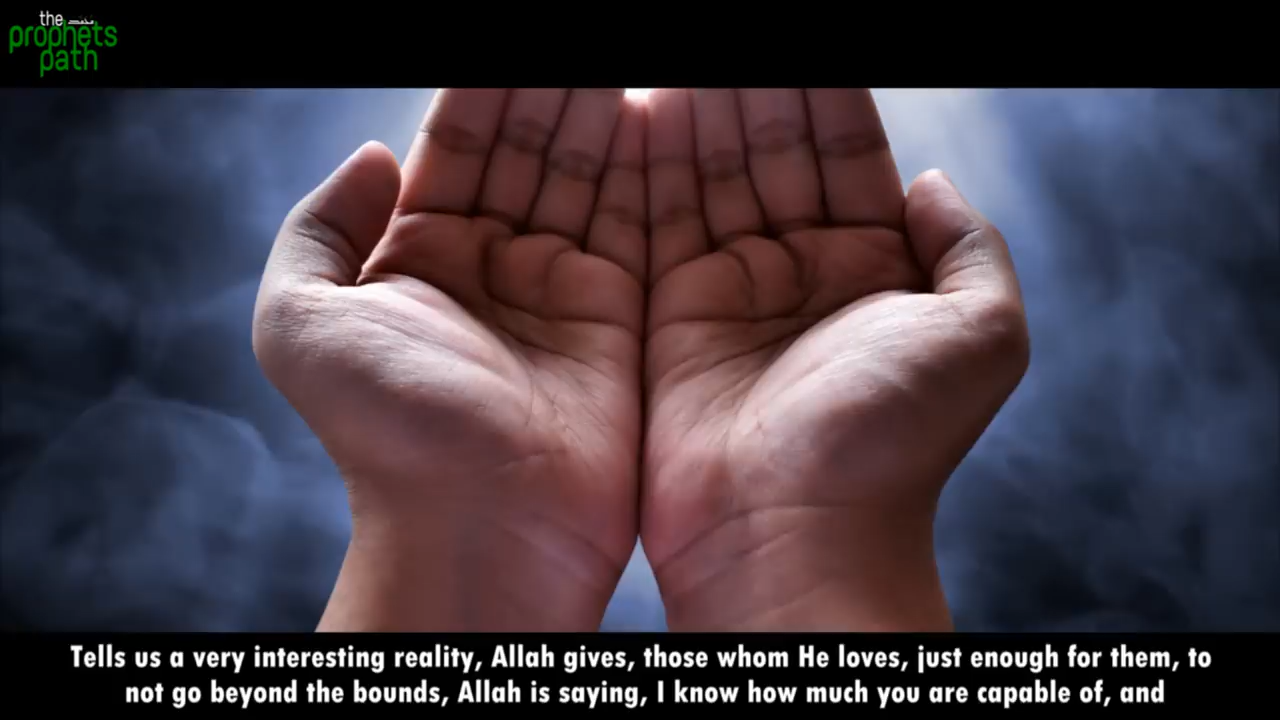 the
prophets
path
Tells us a very interesting reality, Allah gives, those whom He loves, just enough for them, to
not go beyond the bounds, Allah is saying, I know how much you are capable of, and